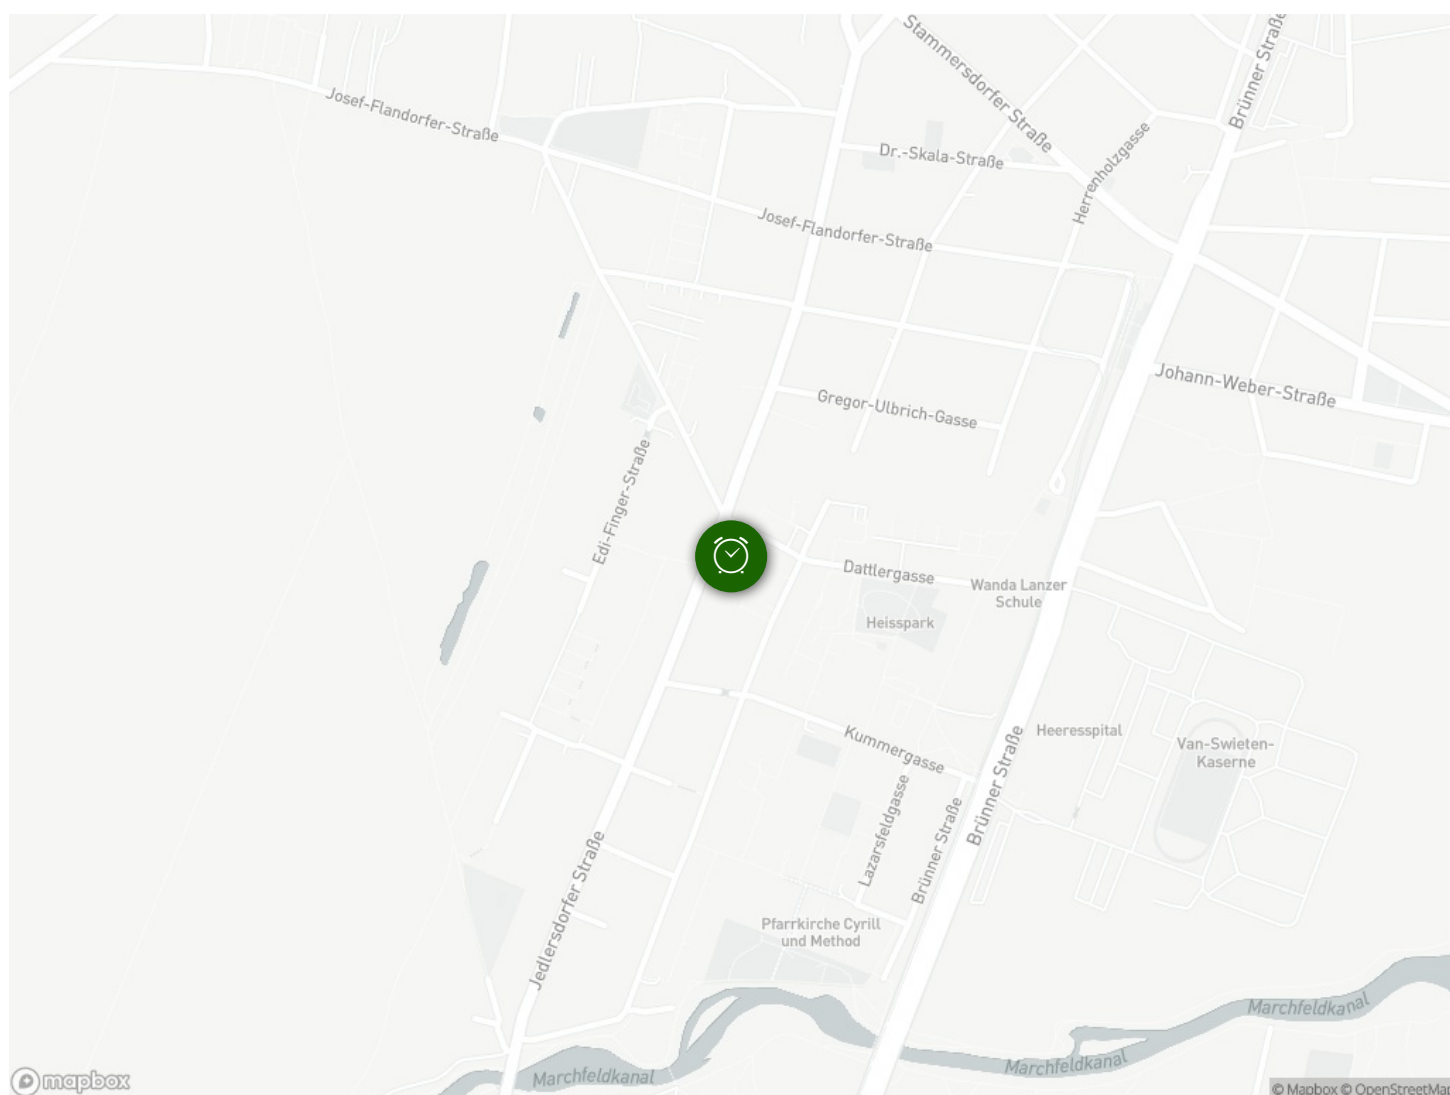 Stammersdorfer Straße
Brünner Straße
Josef-Flandorfer-Straße
Dr.-Skala-Straße
Herrenholzgasse
Josef-Flandorfer-Straße
Johann-Weber-Straße
Gregor-Ulbrich-Gasse
Edi-Finger-Straße
Dattlergasse
Wanda Lanzer
Schule
Heisspark
Kummergasse
Heeresspital
Van-Swieten-
Kaserne
Brünner Straße
Lazarsfeldgasse
Brünner Straße
Jedlersdorfer Straße
Pfarrkirche Cyrill
und Method
Marchfeldkanal
Marchfeldkanal
Marchfeldkanal
mapbox
© Mapbox © OpenStreetMap